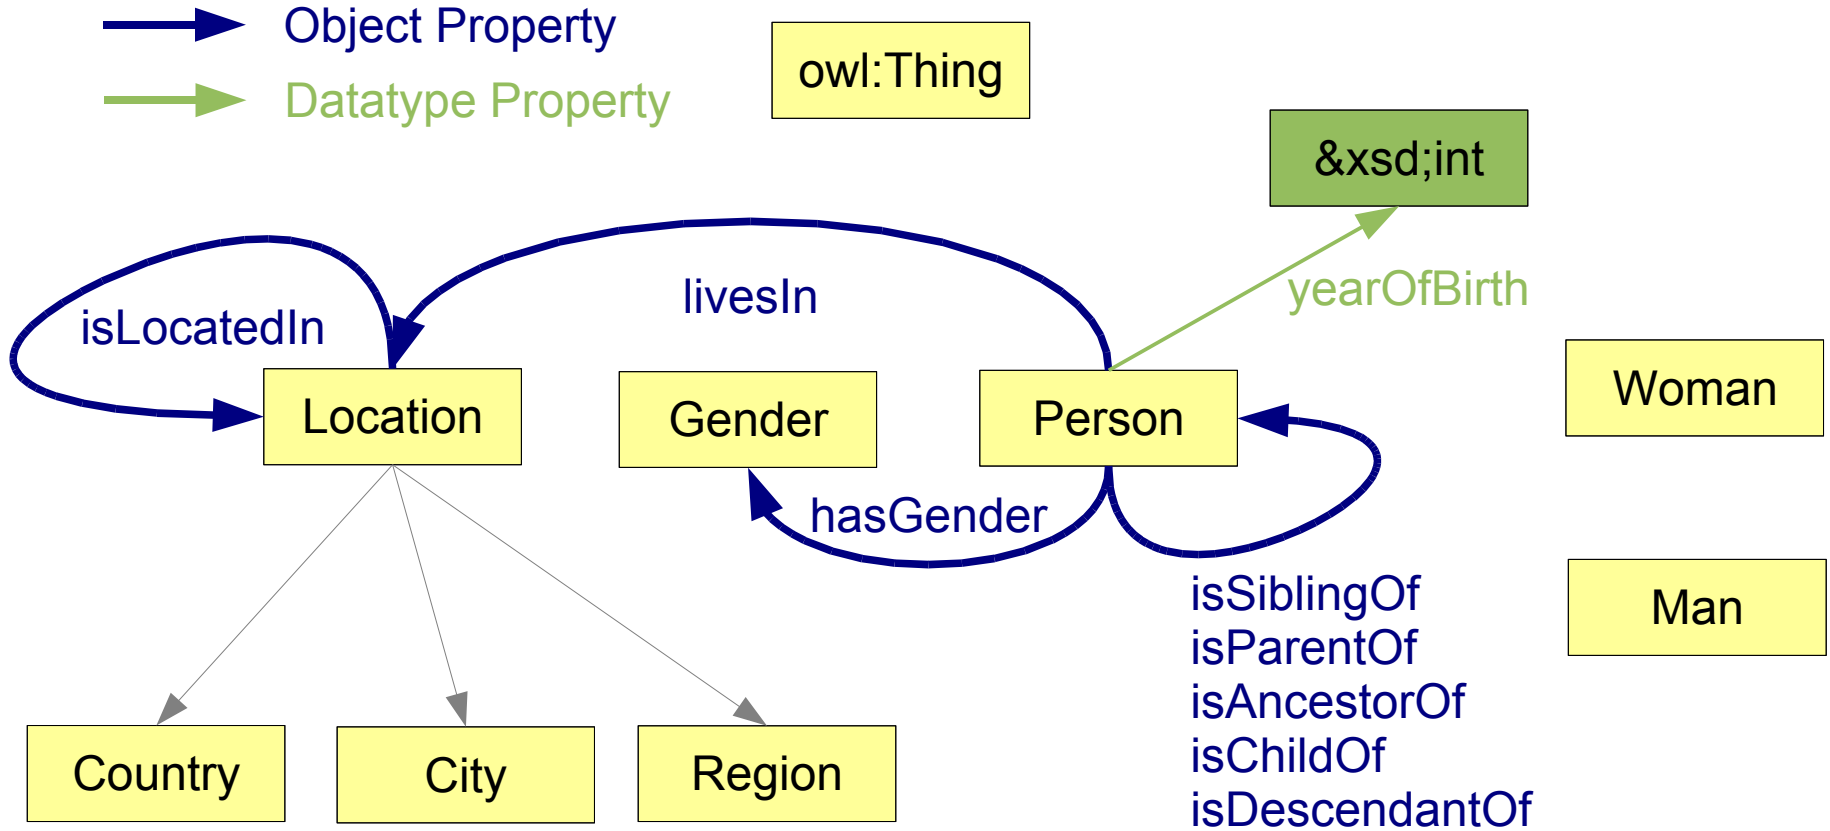 Object Property
Datatype Property
owl:Thing
&xsd;int
yearOfBirth
livesIn
isLocatedIn
Location
Gender
Person
Woman
hasGender
Man
isSiblingOf
isParentOf
isAncestorOf
isChildOf
isDescendantOf
Country
City
Region